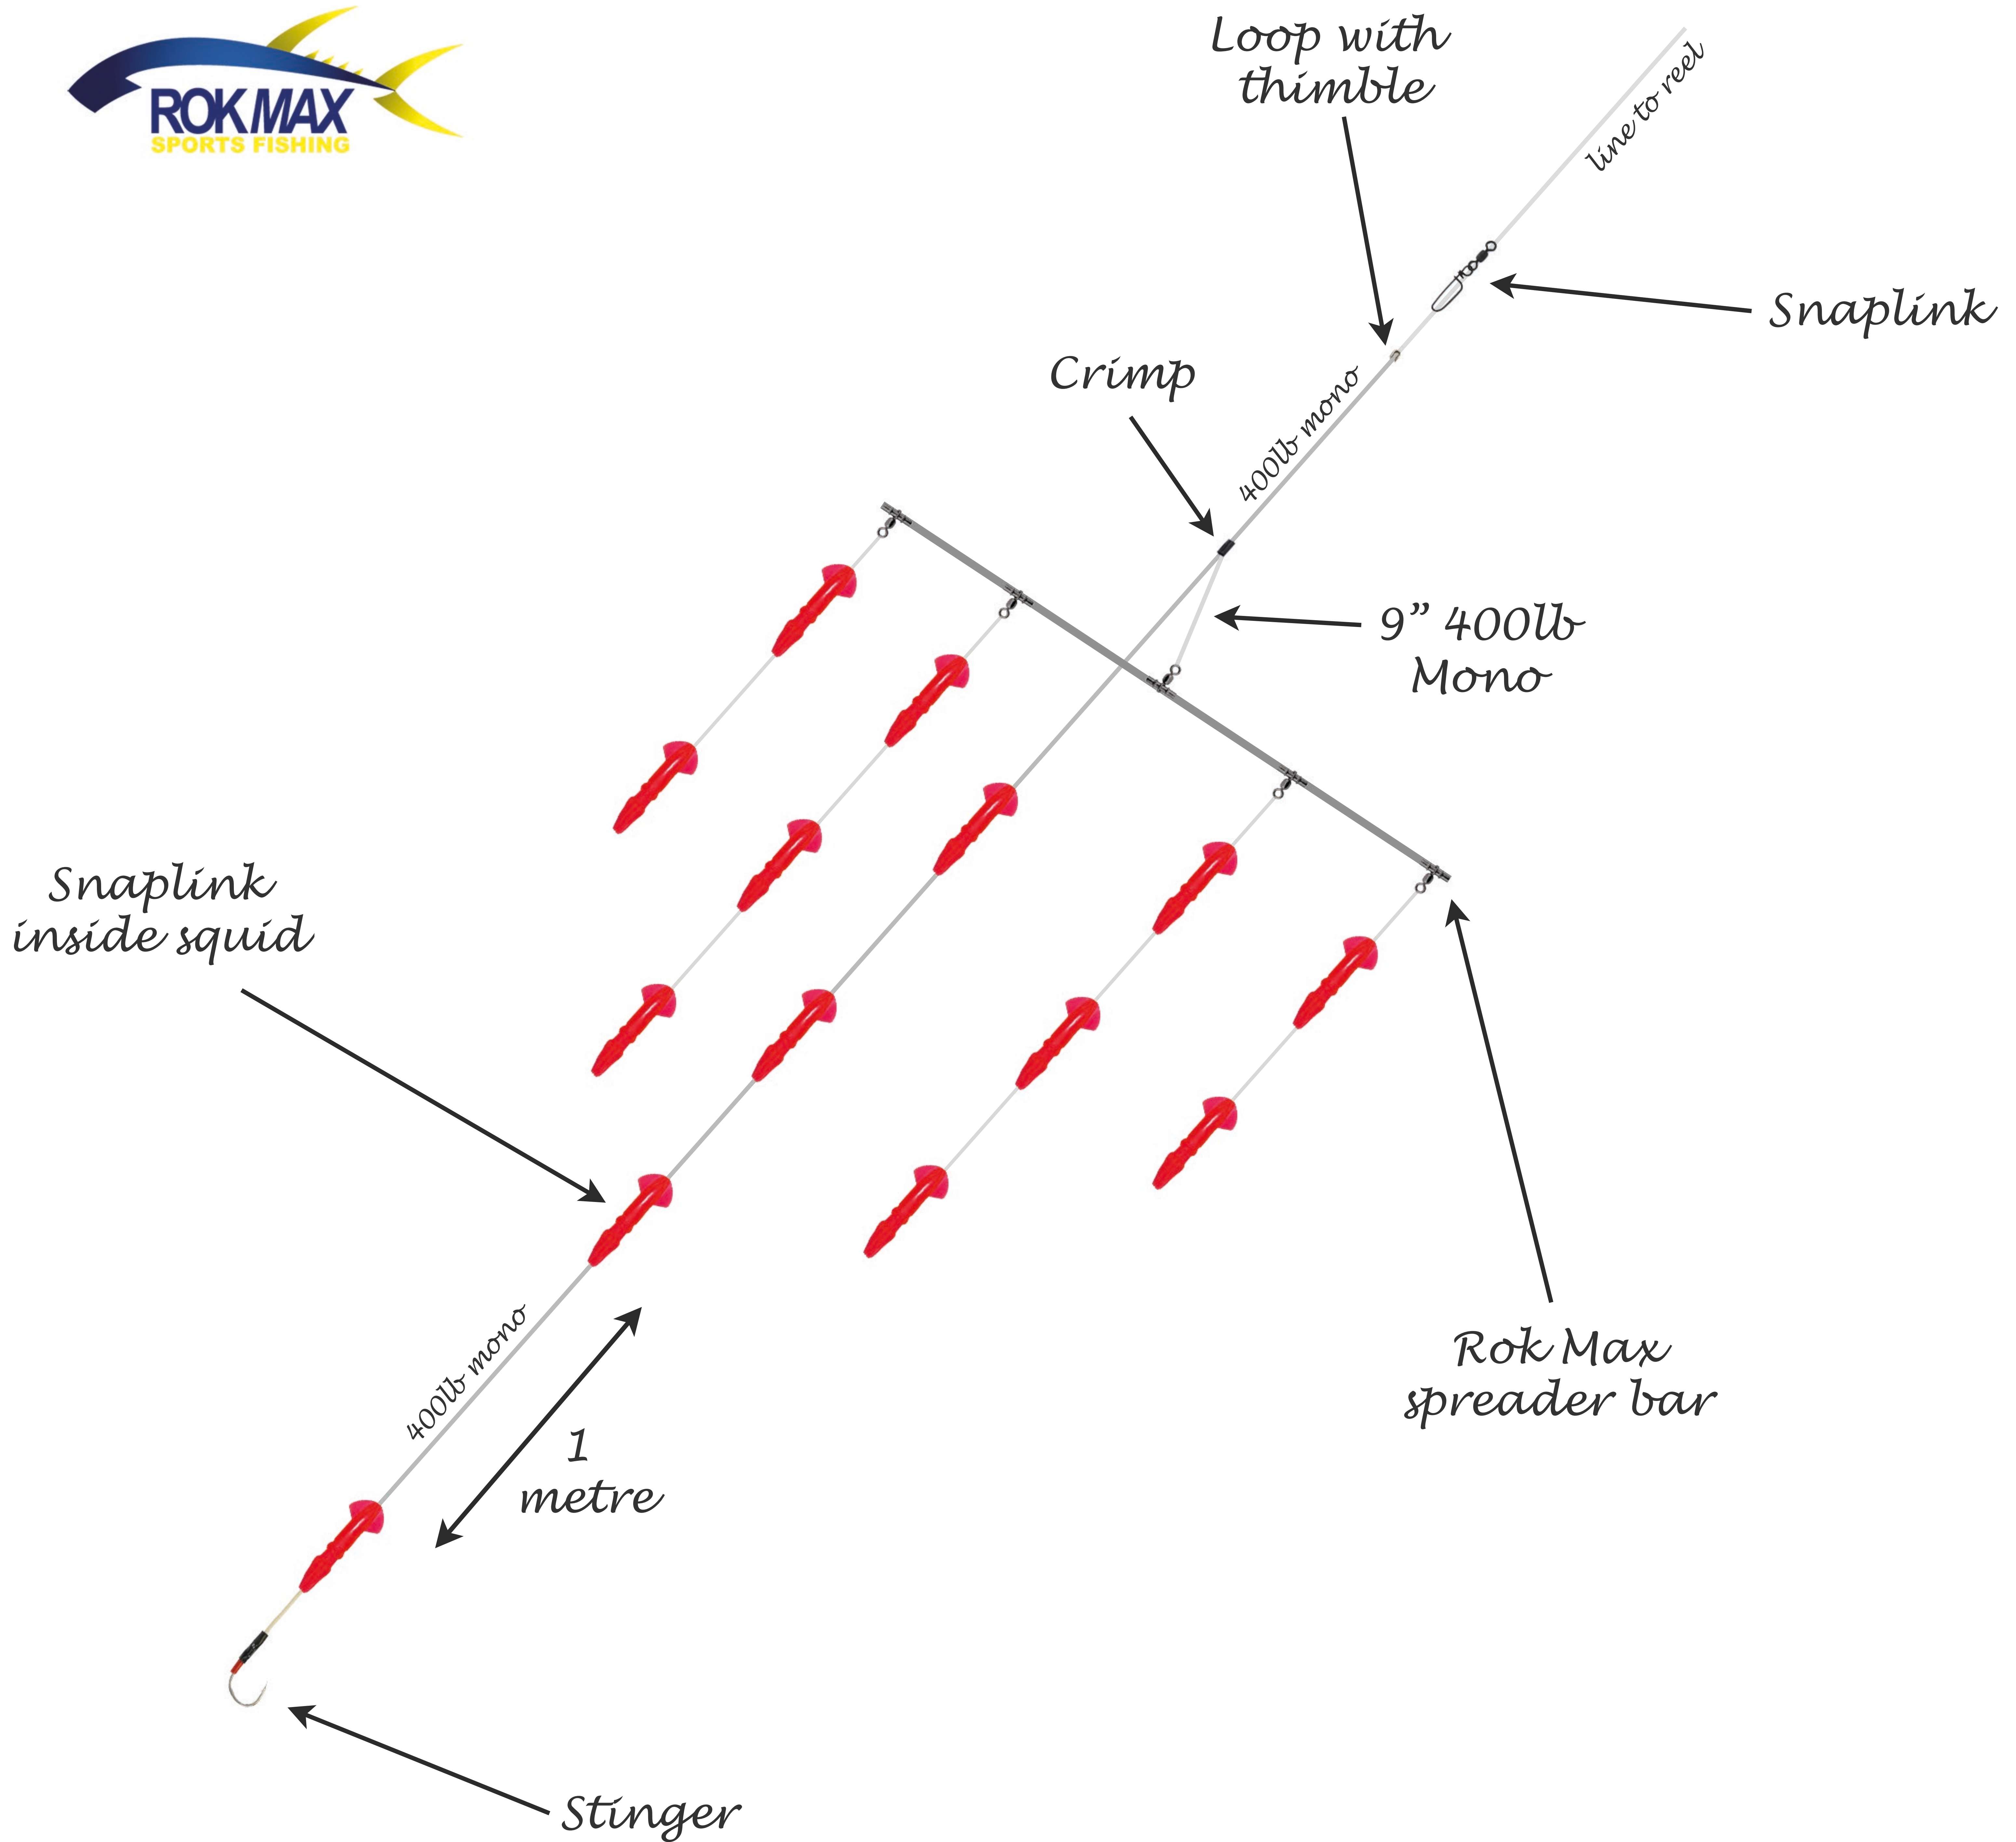 ROKMAX
SPORTS FISHING
Loop with
thimble
line to reel
Snaplink
Crimp
400lb mono
9” 400lb
Mono
Snaplink
inside squid
400lb mono
1
metre
Rok Max
spreader bar
Stinger